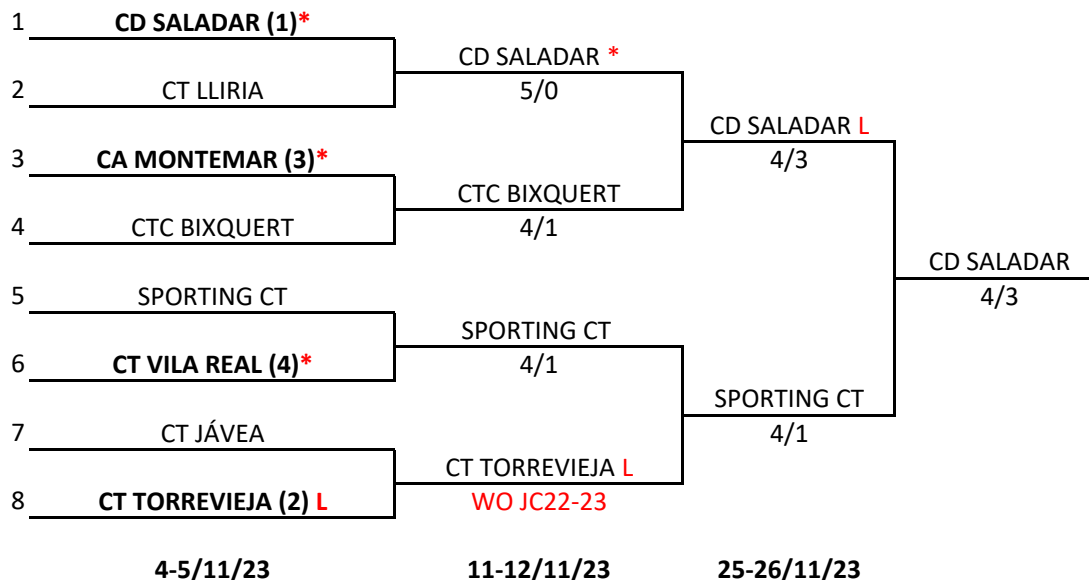 1 CD SALADAR (1)*
CD SALADAR *
2 CT LLIRIA
5/0
CD SALADAR L
3 CA MONTEMAR (3)*
4/3
CTC BIXQUERT
4 CTC BIXQUERT
4/1
CD SALADAR
5 SPORTING CT
4/3
SPORTING CT
6 CT VILA REAL (4)*
4/1
SPORTING CT
7 CT JÁVEA
4/1
CT TORREVIEJA L
8 CT TORREVIEJA (2) L
WO JC22-23
4-5/11/23 11-12/11/23 25-26/11/23